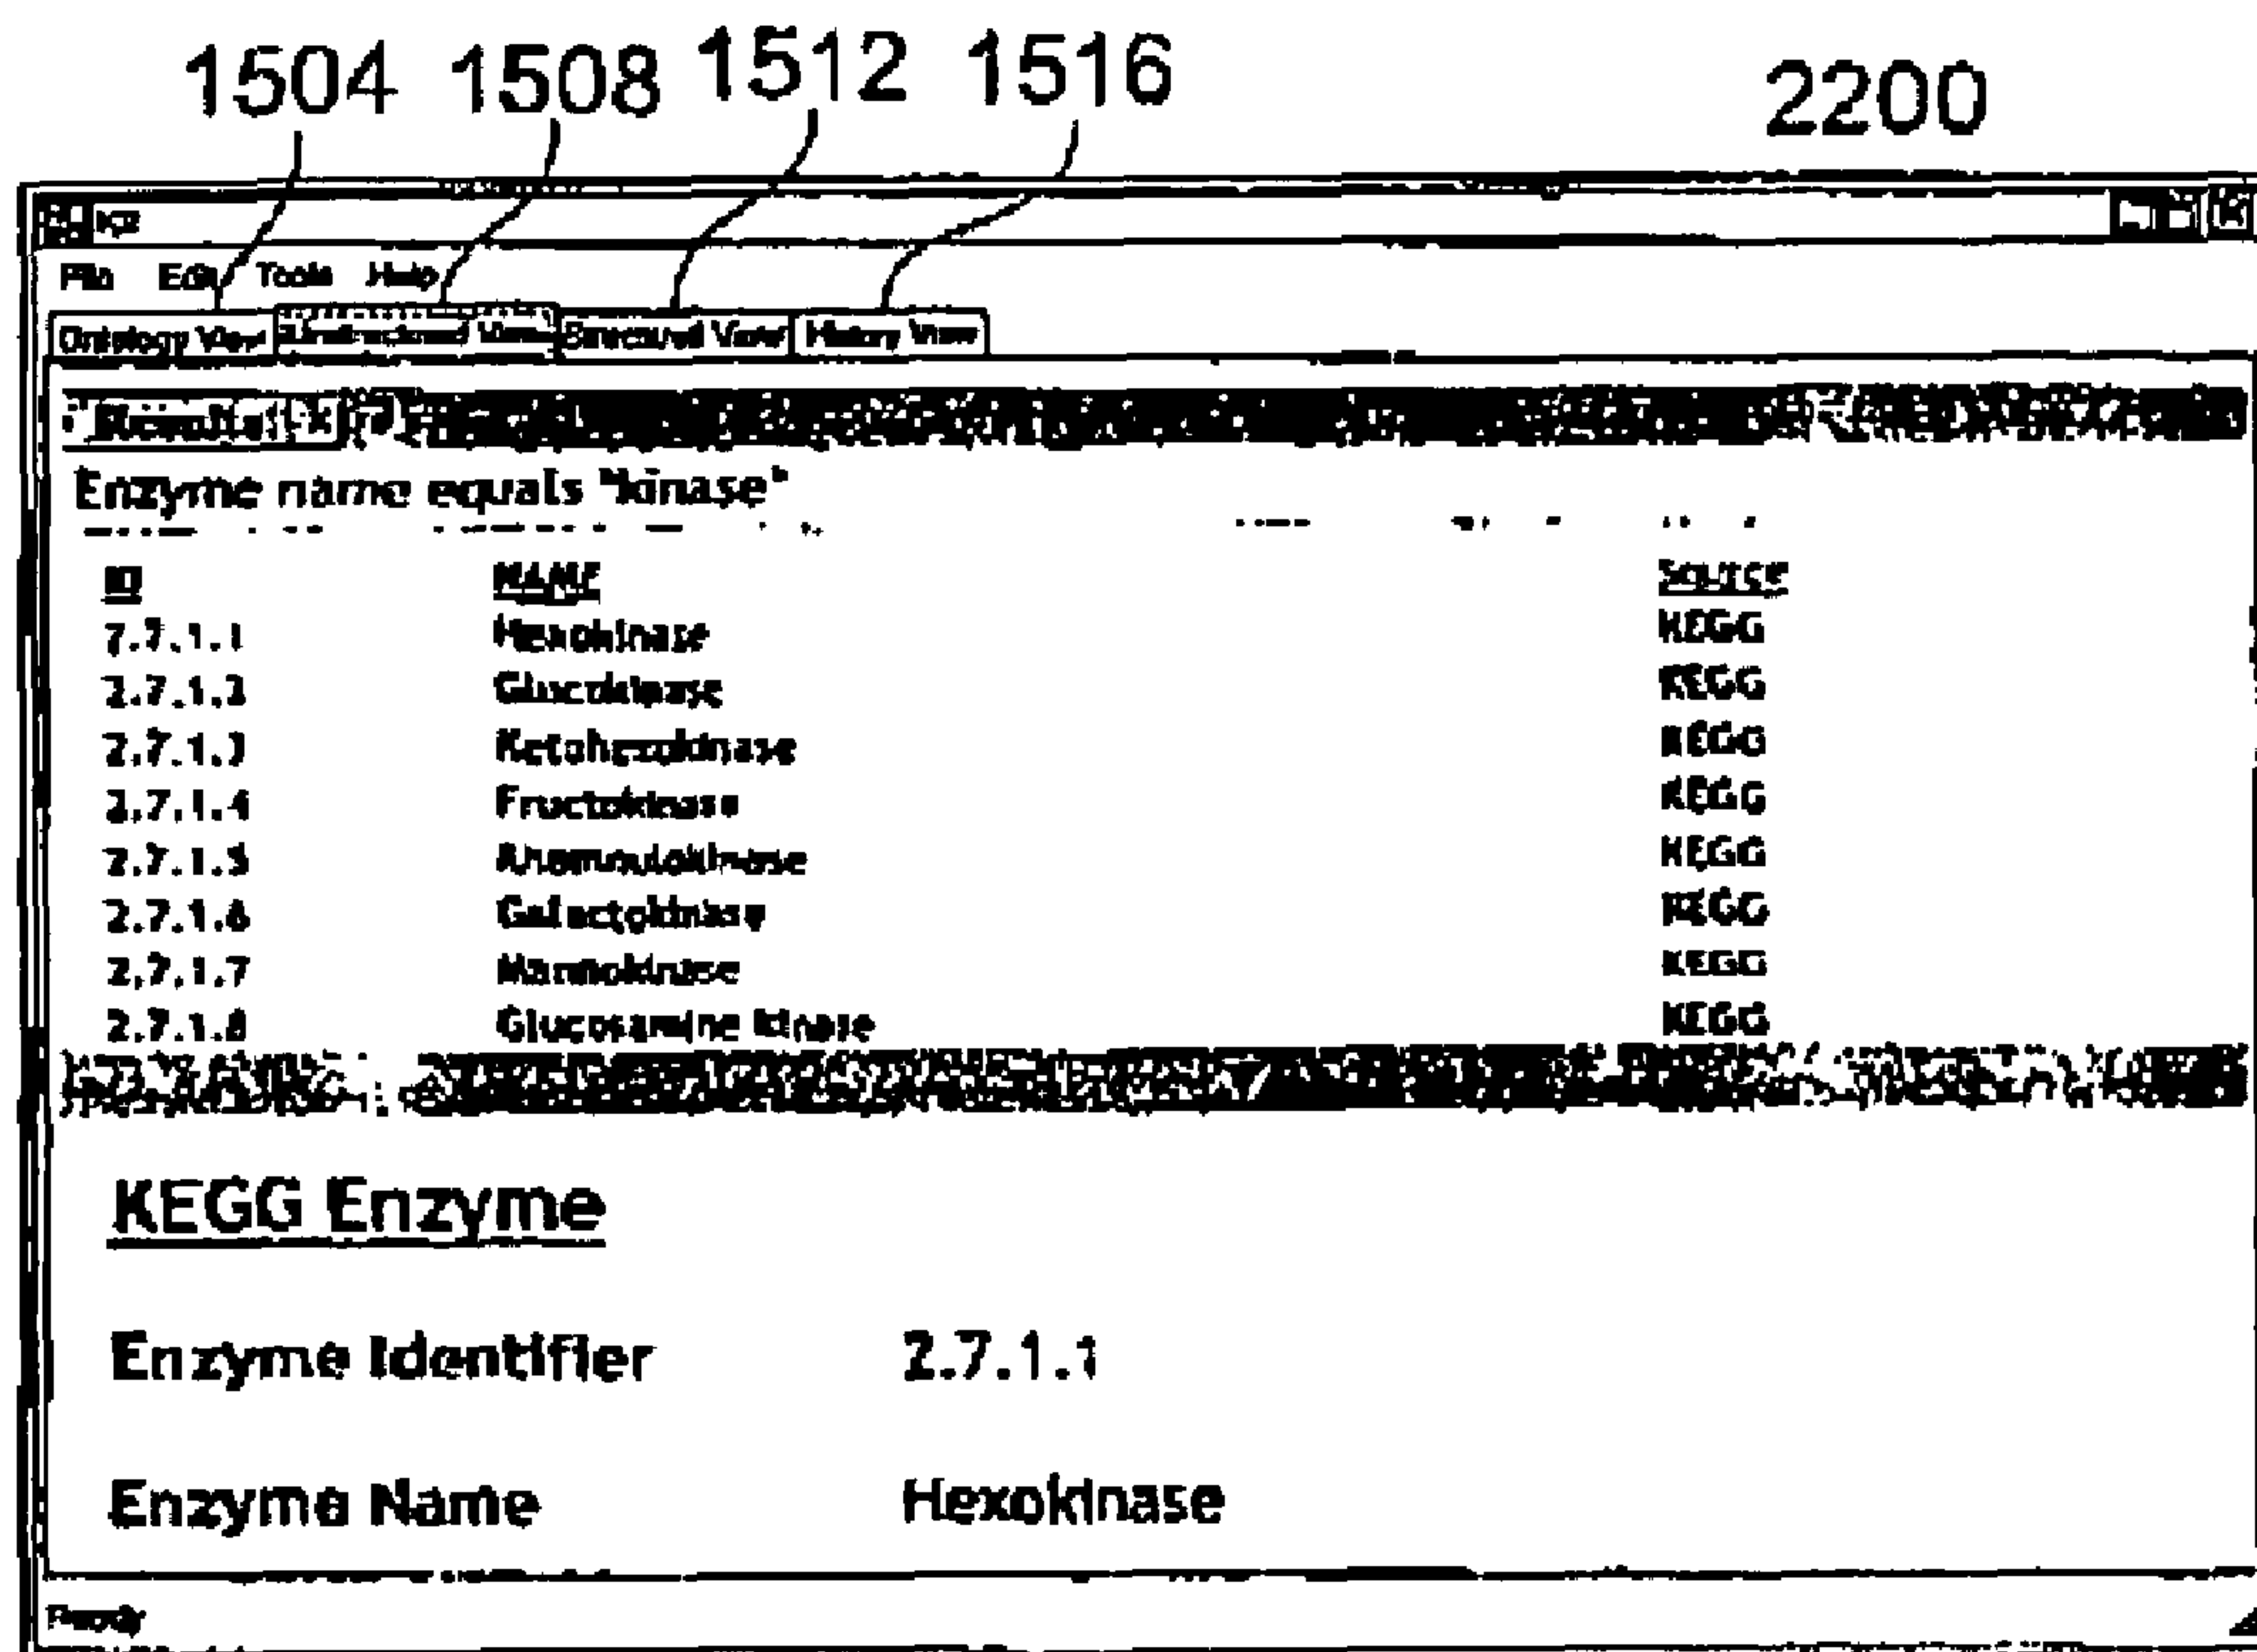 1504 1508 1512 1516 2200
File Edit Tools Help
Ontology View Unstructured View Structured View History View
Results
Enzyme name equals "kinase"
ID NAME Source
2.7.1.1 Hexokinase KEGG
2.7.1.2 Glucokinase KEGG
2.7.1.3 Ketohexokinase KEGG
2.7.1.4 Fructokinase KEGG
2.7.1.5 Rhamnulokinase KEGG
2.7.1.6 Galactokinase KEGG
2.7.1.7 Mannokinase KEGG
2.7.1.8 Glucosamine kinase KEGG
KEGG Enzyme
Enzyme Identifier 2.7.1.1
Enzyme Name Hexokinase
Ready